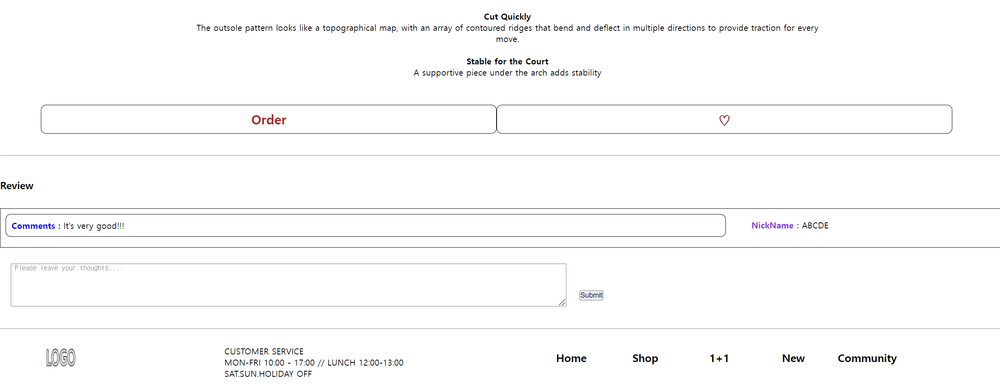 Cut Quickly
The outsole pattern looks like a topographical map, with an array of contoured ridges that bend and deflect in multiple directions to provide traction for every
move.
Stable for the Court
A supportive piece under the arch adds stability
Order ♡
Review
Comments : It's very good!!! NickName : ABCDE
Please leave your thoughts....
Submit
LOGO
CUSTOMER SERVICE
MON-FRI 10:00 - 17:00 // LUNCH 12:00-13:00
SAT.SUN.HOLIDAY OFF
Home Shop 1+1 New Community